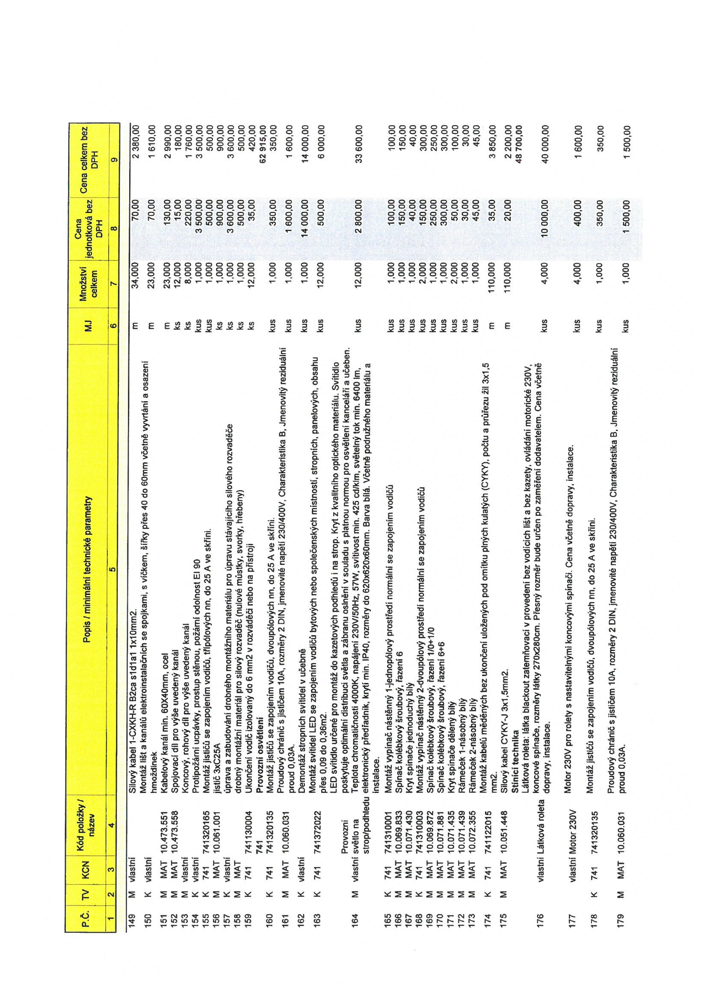 P.Č. TV KCN Kód položky / název Popis / minimální technické parametry MJ Množství celkem Cena jednotková bez DPH Cena celkem bez DPH
1 2 3 4 5 6 7 8 9
149 M vlastní Silový kabel 1-CXKH-R B2ca s1d1a1 1x10mm2. m 34,000 70,00 2 380,00
150 K vlastní Montáž lišt a kanálů elektroinstalačních se spojkami, s víčkem, šířky přes 40 do 60mm včetně vyvrtání a osazení m 23,000 70,00 1 610,00
hmoždinek
151 M MAT 10.473.551 Kabelový kanál min. 60X40mm, ocel m 23,000 130,00 2 990,00
152 M MAT 10.473.558 Spojovací díl pro výše uvedený kanál ks 12,000 15,00 180,00
153 M vlastní Koncový, rohový díl pro výše uvedený kanál ks 8,000 220,00 1 760,00
154 K vlastní Protipožární ucpávky, prostup stěnou, požární odolnost EI 90 kus 1,000 3 500,00 3 500,00
155 K 741 741320165 Montáž jističů se zapojením vodičů, třípólových nn, do 25 A ve skříni. kus 1,000 500,00 500,00
156 M MAT 10.061.001 jistič 3xC25A ks 1,000 900,00 900,00
157 K vlastní úprava a zabudování drobného montážního materiálu pro úpravu stávajícího silového rozvaděče ks 1,000 3 600,00 3 600,00
158 M MAT drobný montážní materiál pro silový rozvaděč (nulové můstky, svorky, hřebeny) ks 1,000 500,00 500,00
159 K 741 741130004 Ukončení vodič izolovaný do 6 mm2 v rozváděči nebo na přístroji ks 12,000 35,00 420,00
741 Provozní osvětlení 62 915,00
160 K 741 741320135 Montáž jističů se zapojením vodičů, dvoupólových nn, do 25 A ve skříni. kus 1,000 350,00 350,00
161 M MAT 10.060.031 Proudový chránič s jističem 10A, rozměry 2 DIN, jmenovité napětí 230/400V, Charakteristika B, Jmenovitý reziduální kus 1,000 1 600,00 1 600,00
proud 0,03A.
162 K vlastní Demontáž stropních svítidel v učebně kus 1,000 14 000,00 14 000,00
163 K 741 741372022 Montáž svítidel LED se zapojením vodičů bytových nebo společenských místností, stropních, panelových, obsahu kus 12,000 500,00 6 000,00
přes 0,09 do 0,36m2.
LED svítidlo určené pro montáž do kazetových podhledů i na strop. Kryt z kvalitního optického materiálu. Svítidlo
Provozní poskytuje optimální distribuci světla a zábranu oslnění v souladu s platnou normou pro osvětlení kanceláří a učeben.
164 M vlastní světlo na Teplota chromatičnosti 4000K, napájení 230V/50Hz, 57W, svítivost min. 425 cd/klm, světelný tok min. 6400 lm, kus 12,000 2 800,00 33 600,00
strop/podhledu elektronický předřadník, krytí min. IP40, rozměry do 620x620x60mm. Barva bílá. Včetně podružného materiálu a
instalace.
165 K 741 741310001 Montáž vypínač nástěnný 1-jednopólový prostředí normální se zapojením vodičů kus 1,000 100,00 100,00
166 M MAT 10.069.833 Spínač kolébkový šroubový, řazení 6 kus 1,000 150,00 150,00
167 M MAT 10.071.430 Kryt spínače jednoduchý bílý kus 1,000 40,00 40,00
168 K 741 741310003 Montáž vypínač nástěnný 2-dvoupólový prostředí normální se zapojením vodičů kus 2,000 150,00 300,00
169 M MAT 10.069.872 Spínač kolébkový šroubový, řazení 1/0+1/0 kus 1,000 250,00 250,00
170 M MAT 10.071.881 Spínač kolébkový šroubový, řazení 6+6 kus 1,000 300,00 300,00
171 M MAT 10.071.435 Kryt spínače dělený bílý kus 2,000 50,00 100,00
172 M MAT 10.071.439 Rámeček 1-násobný bílý kus 1,000 30,00 30,00
173 M MAT 10.072.355 Rámeček 2-násobný bílý kus 1,000 45,00 45,00
174 K 741 741122015 Montáž kabelů měděných bez ukončení uložených pod omítku plných kulatých (CYKY), počtu a průřezu žil 3x1,5 m 110,000 35,00 3 850,00
mm2.
175 M MAT 10.051.448 Silový kabel CYKY-J 3x1,5mm2. m 110,000 20,00 2 200,00
Stínící technika 48 700,00
Látková roleta: látka blackout zatemňovací v provedení bez vodících lišt a bez kazety, ovládání motorické 230V,
176 vlastní Látková roleta koncové spínače, rozměry látky 270x280cm. Přesný rozměr bude určen po zaměření dodavatelem. Cena včetně kus 4,000 10 000,00 40 000,00
dopravy, instalace.
177 vlastní Motor 230V Motor 230V pro rolety s nastavitelnými koncovými spínači. Cena včetně dopravy, instalace. kus 4,000 400,00 1 600,00
178 K 741 741320135 Montáž jističů se zapojením vodičů, dvoupólových nn, do 25 A ve skříni. kus 1,000 350,00 350,00
179 M MAT 10.060.031 Proudový chránič s jističem 10A, rozměry 2 DIN, jmenovité napětí 230/400V, Charakteristika B, Jmenovitý reziduální kus 1,000 1 500,00 1 500,00
proud 0,03A.